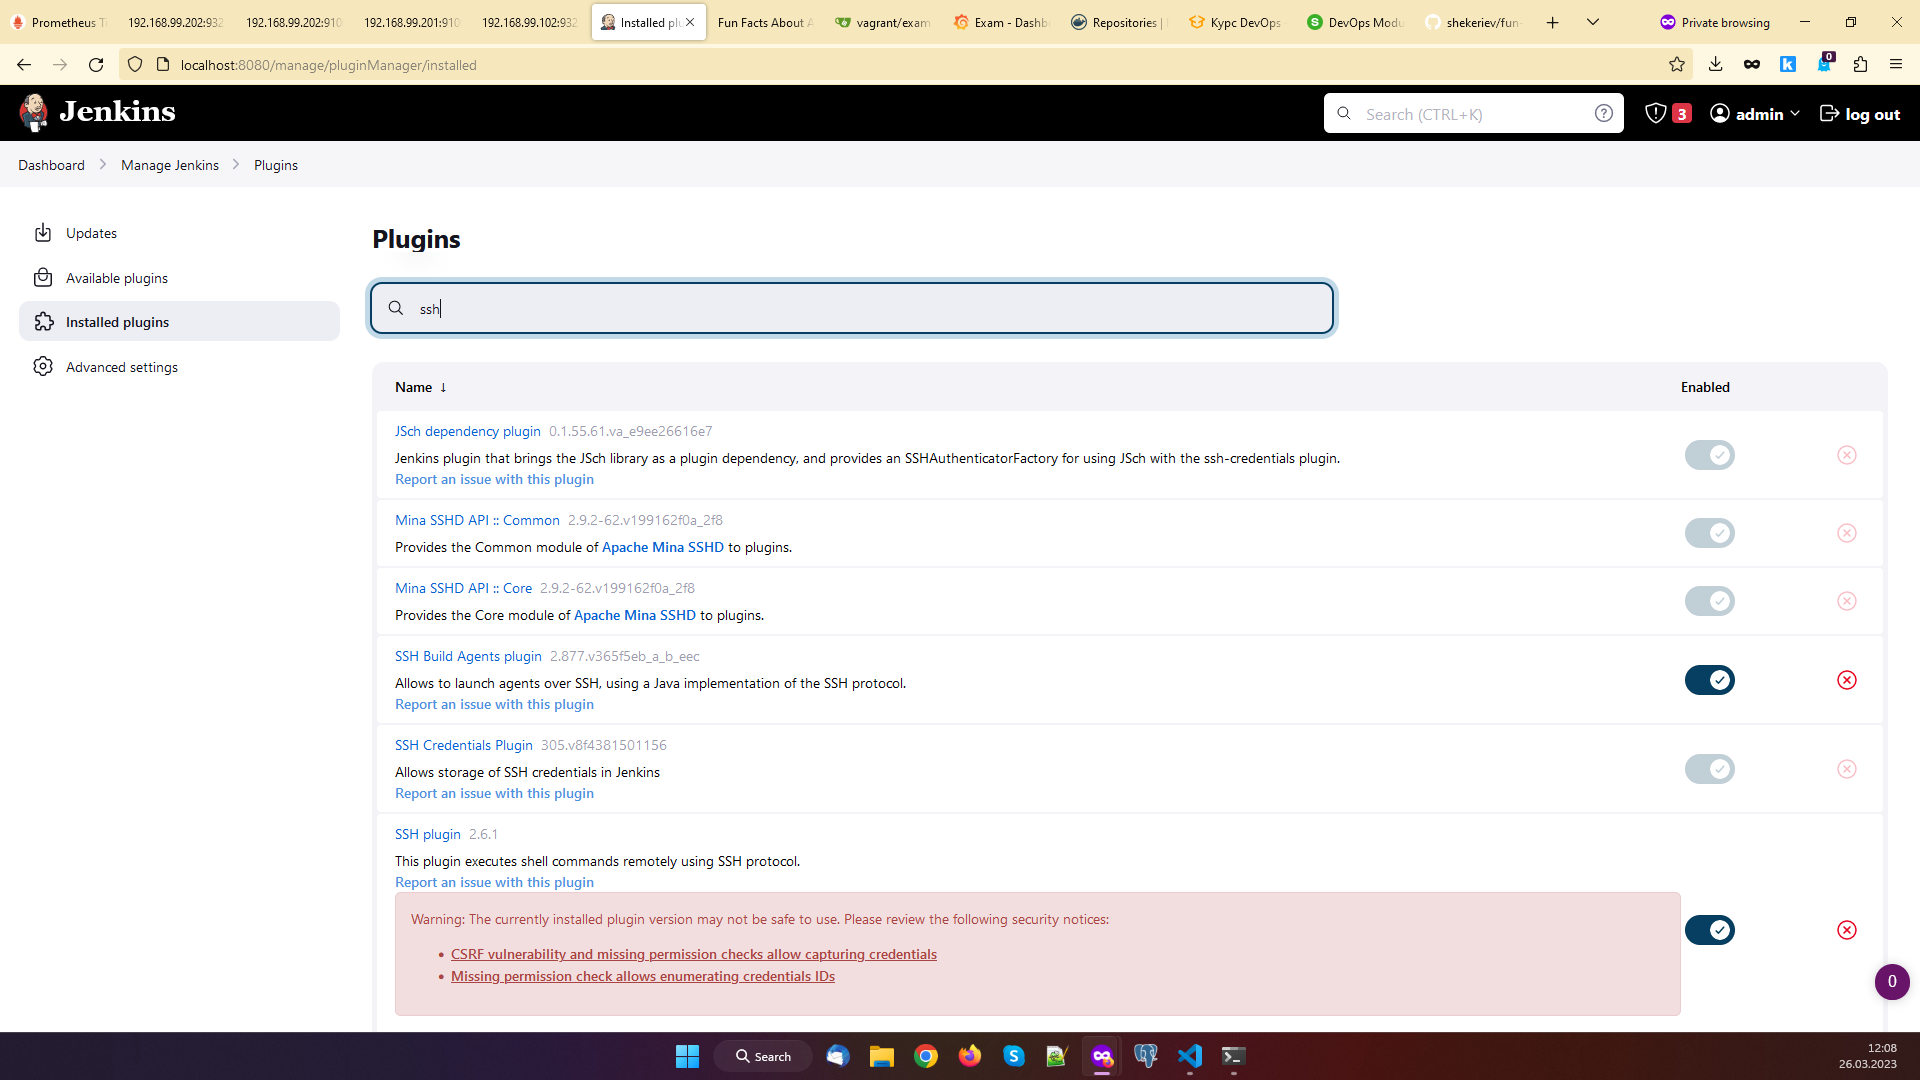 Prometheus Ti
192.168.99.202:932
192.168.99.202:910
192.168.99.201:910
192.168.99.102:932
Installed plu
Fun Facts About A
vagrant/exam
Exam - Dashb
Repositories |
Курс DevOps
DevOps Modu
shekeriev/fun-
Private browsing
localhost:8080/manage/pluginManager/installed
0
Jenkins
Search (CTRL+K)
3
admin
log out
Dashboard
Manage Jenkins
Plugins
Updates
Available plugins
Installed plugins
Advanced settings
Plugins
ssh
Name ↓
Enabled
JSch dependency plugin 0.1.55.61.va_e9ee26616e7
Jenkins plugin that brings the JSch library as a plugin dependency, and provides an SSHAuthenticatorFactory for using JSch with the ssh-credentials plugin.
Report an issue with this plugin
Mina SSHD API :: Common 2.9.2-62.v199162f0a_2f8
Provides the Common module of Apache Mina SSHD to plugins.
Mina SSHD API :: Core 2.9.2-62.v199162f0a_2f8
Provides the Core module of Apache Mina SSHD to plugins.
SSH Build Agents plugin 2.877.v365f5eb_a_b_eec
Allows to launch agents over SSH, using a Java implementation of the SSH protocol.
Report an issue with this plugin
SSH Credentials Plugin 305.v8f4381501156
Allows storage of SSH credentials in Jenkins
Report an issue with this plugin
SSH plugin 2.6.1
This plugin executes shell commands remotely using SSH protocol.
Report an issue with this plugin
Warning: The currently installed plugin version may not be safe to use. Please review the following security notices:
• CSRF vulnerability and missing permission checks allow capturing credentials
• Missing permission check allows enumerating credentials IDs
0
Search
12:08
26.03.2023